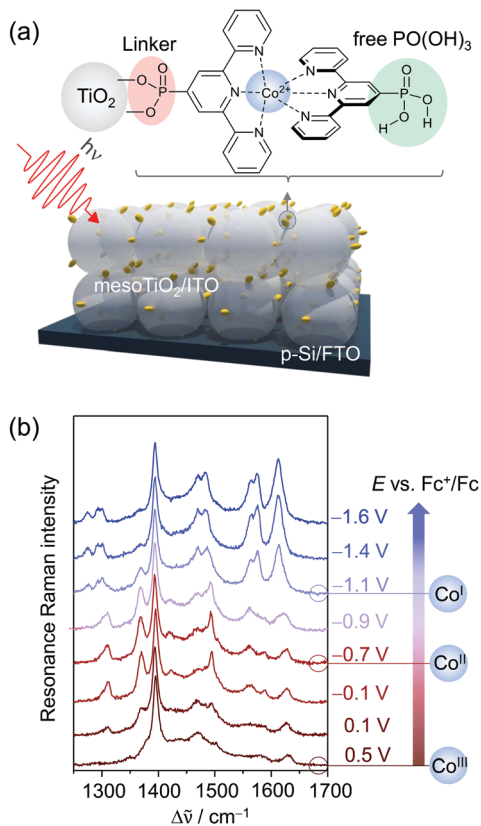 (a)
Linker
free PO(OH)₃
TiO₂
O
O
O
P
N
N
N
Co²⁺
N
N
N
O
P
O
O
H
H
hν
mesoTiO₂/ITO
p-Si/FTO
(b)
E vs. Fc⁺/Fc
Resonance Raman intensity
−1.6 V
−1.4 V
−1.1 V
Coᴵ
−0.9 V
−0.7 V
Coᴵᴵ
−0.1 V
0.1 V
0.5 V
Coᴵᴵᴵ
1300 1400 1500 1600 1700
Δν̃ / cm⁻¹